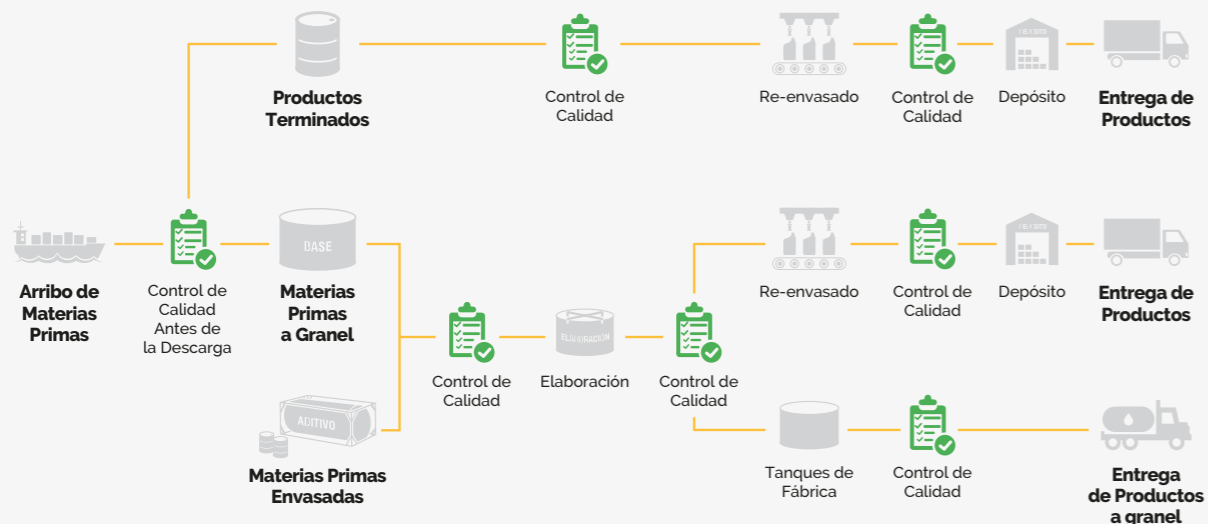 Productos
Terminados
Control de
Calidad
Re-envasado
Control de
Calidad
Depósito
Entrega de
Productos
Arribo de
Materias
Primas
Control de
Calidad
Antes de
la Descarga
BASE
Materias
Primas
a Granel
ADITIVO
Materias Primas
Envasadas
Control de
Calidad
ELABORACIÓN
Elaboración
Control de
Calidad
Re-envasado
Control de
Calidad
Depósito
Entrega de
Productos
Tanques de
Fábrica
Control de
Calidad
Entrega
de Productos
a granel